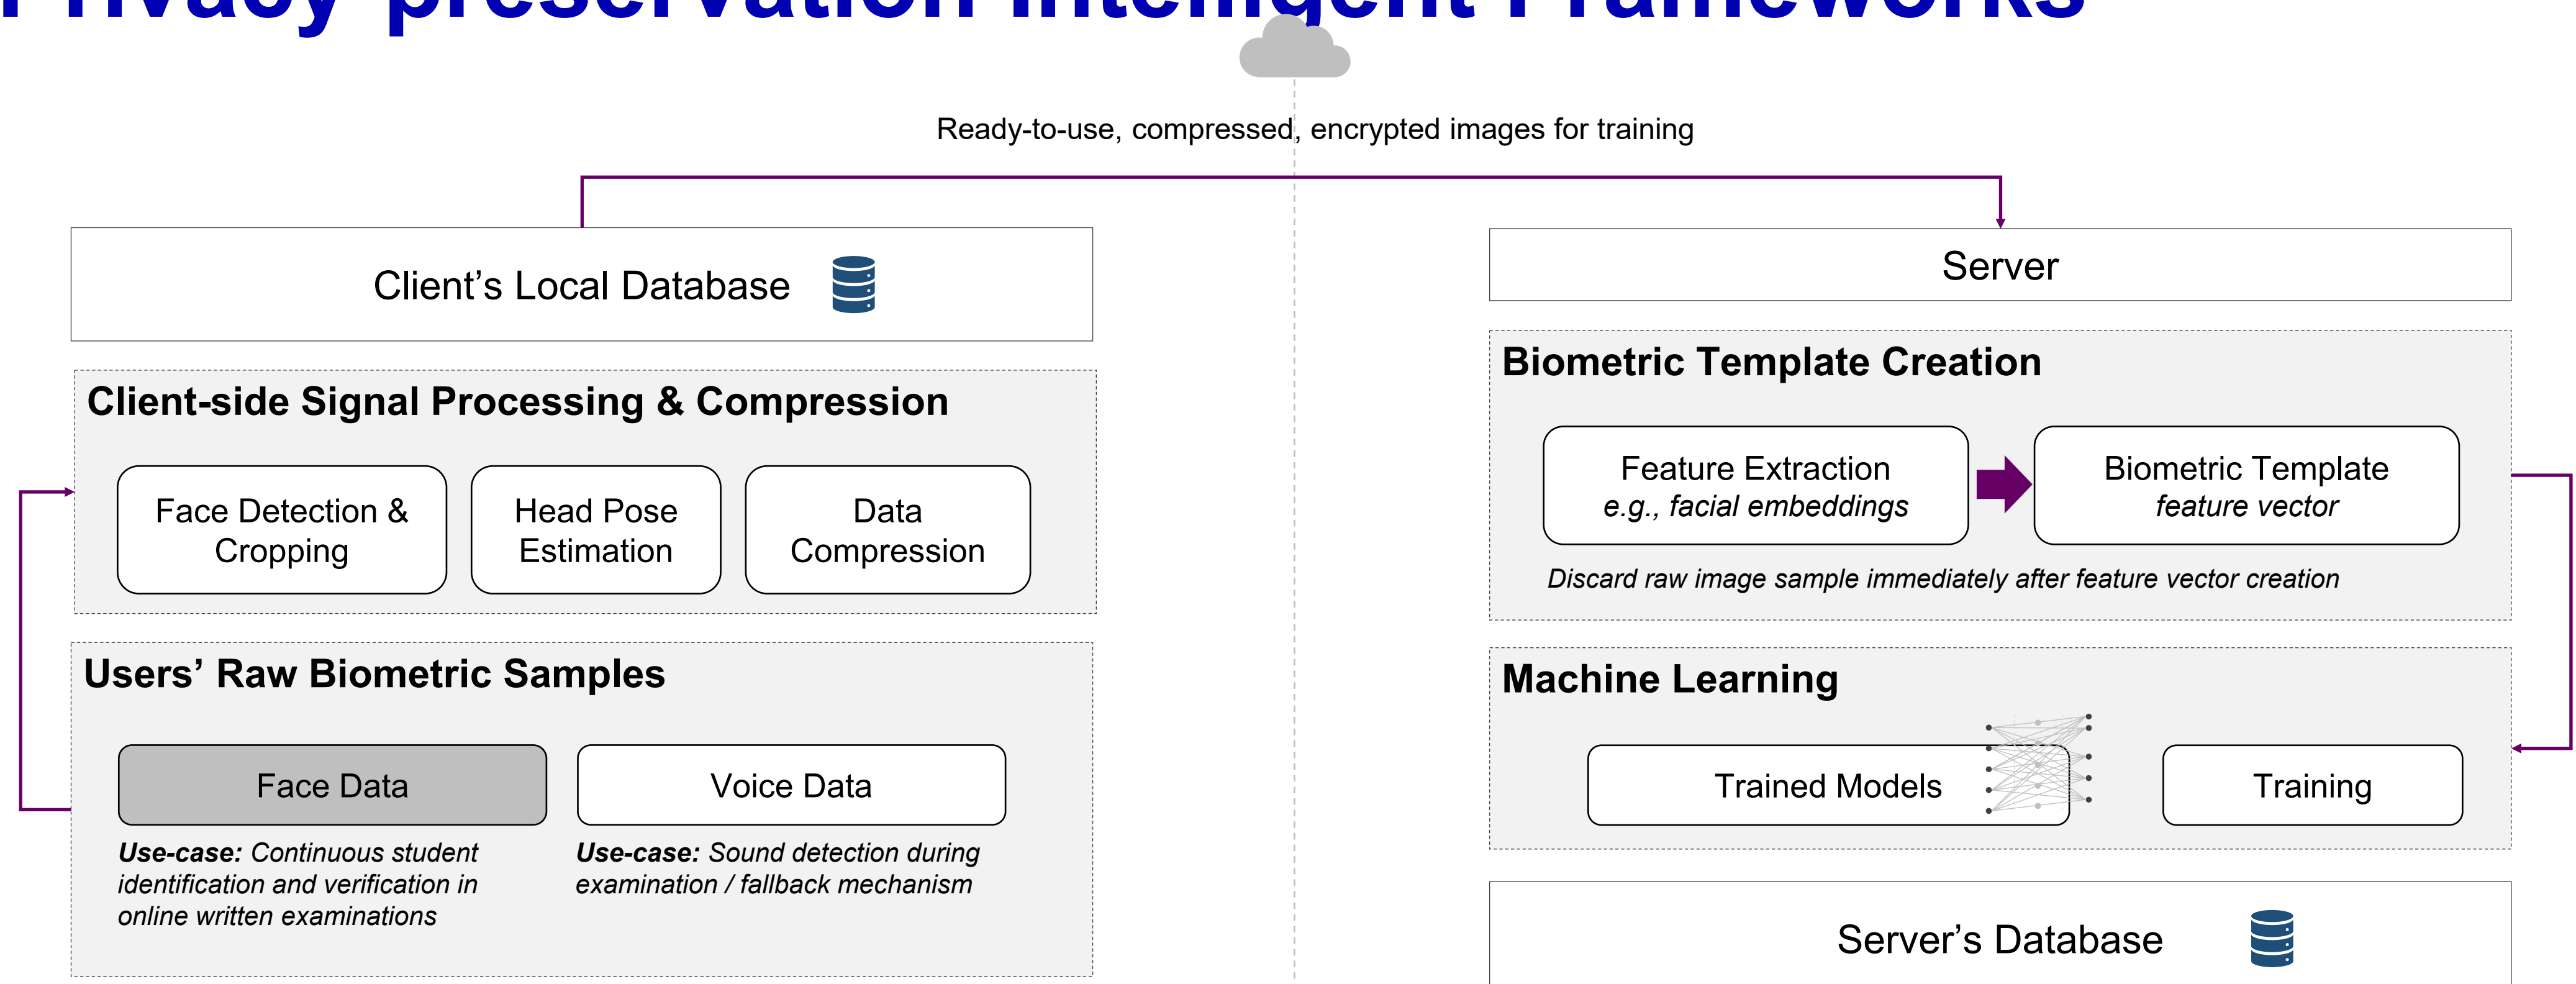 Privacy preservation Intelligent Frameworks
Ready-to-use, compressed, encrypted images for training
Client’s Local Database
Client-side Signal Processing & Compression
Face Detection &
Cropping
Head Pose
Estimation
Data
Compression
Users’ Raw Biometric Samples
Face Data
Voice Data
Use-case: Continuous student
identification and verification in
online written examinations
Use-case: Sound detection during
examination / fallback mechanism
Server
Biometric Template Creation
Feature Extraction
e.g., facial embeddings
Biometric Template
feature vector
Discard raw image sample immediately after feature vector creation
Machine Learning
Trained Models
Training
Server’s Database